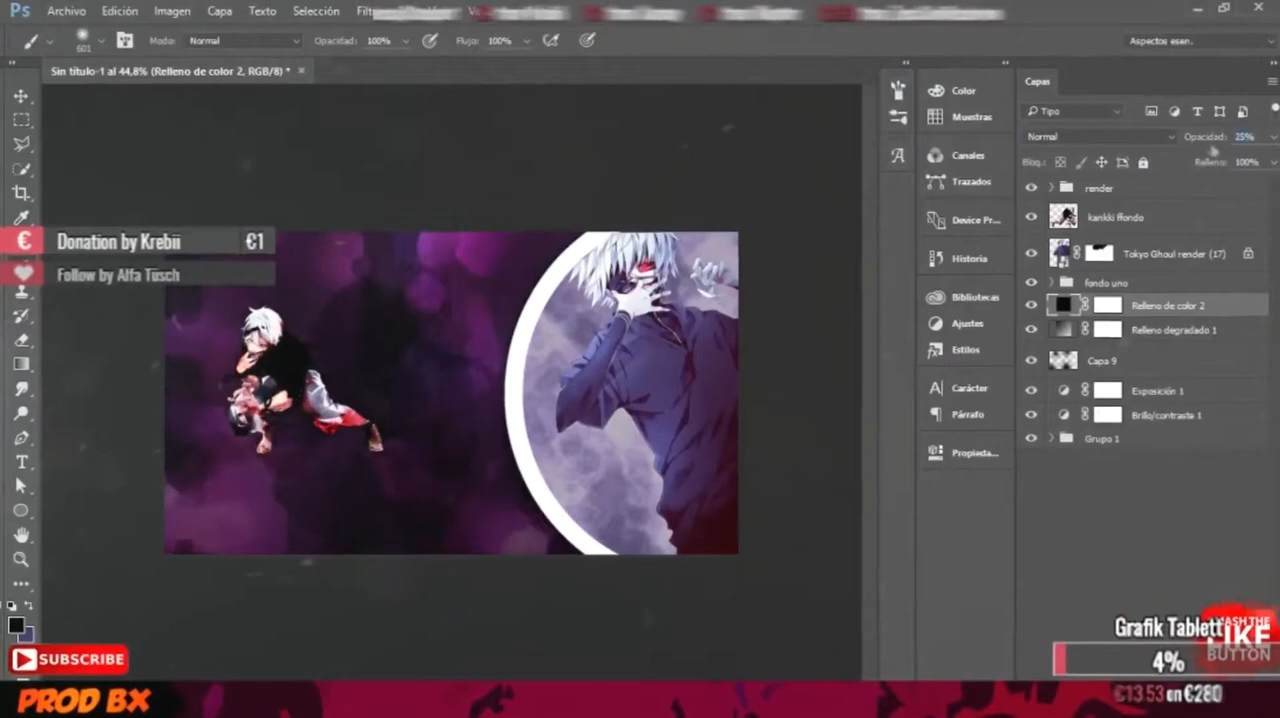 Ps Archivo Edición Imagen Capa Texto Selección
601 Modo: Normal Opacidad: 100% Flujo: 100% Aspectos esen.
Sin título-1 al 44,8% (Relleno de color 2, RGB/8) * ×
Color
Muestras
Canales
Trazados
Device Pr...
Historia
Bibliotecas
Ajustes
Estilos
Carácter
Párrafo
Propieda...
Capas
Tipo
Normal Opacidad: 25%
Bloq.: Relleno: 100%
render
kankki ffondo
Tokyo Ghoul render (17)
fondo uno
Relleno de color 2
Relleno degradado 1
Capa 9
Exposición 1
Brillo/contraste 1
Grupo 1
€ Donation by Krebii €1
Follow by Alfa Tüsch
SUBSCRIBE
PROD BX
Grafik Tablett
4%
€13.53 on €280
LIKE
BUTTON